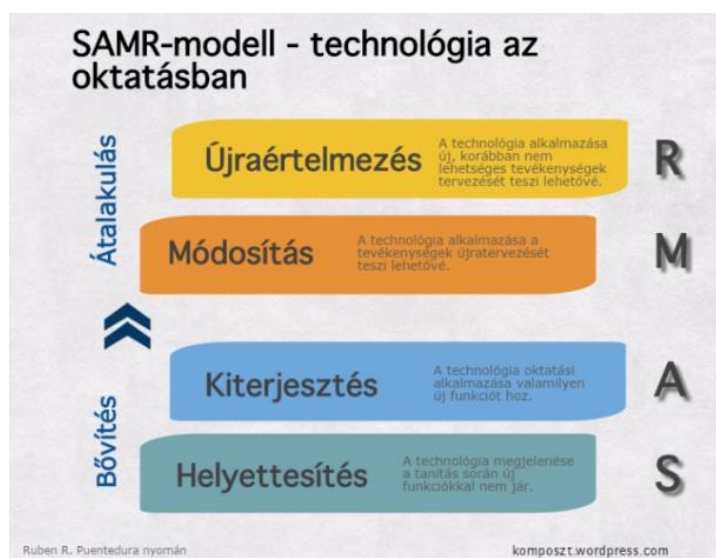 SAMR-modell - technológia az
oktatásban
Átalakulás
Újraértelmezés
A technológia alkalmazása
új, korábban nem
lehetséges tevékenységek
tervezését teszi lehetővé.
R
Módosítás
A technológia alkalmazása a
tevékenységek újratervezését
teszi lehetővé.
M
Bővítés
Kiterjesztés
A technológia oktatási
alkalmazása valamilyen
új funkciót hoz.
A
Helyettesítés
A technológia megjelenése
a tanítás során új
funkciókkal nem jár.
S
Ruben R. Puentedura nyomán
komposzt.wordpress.com